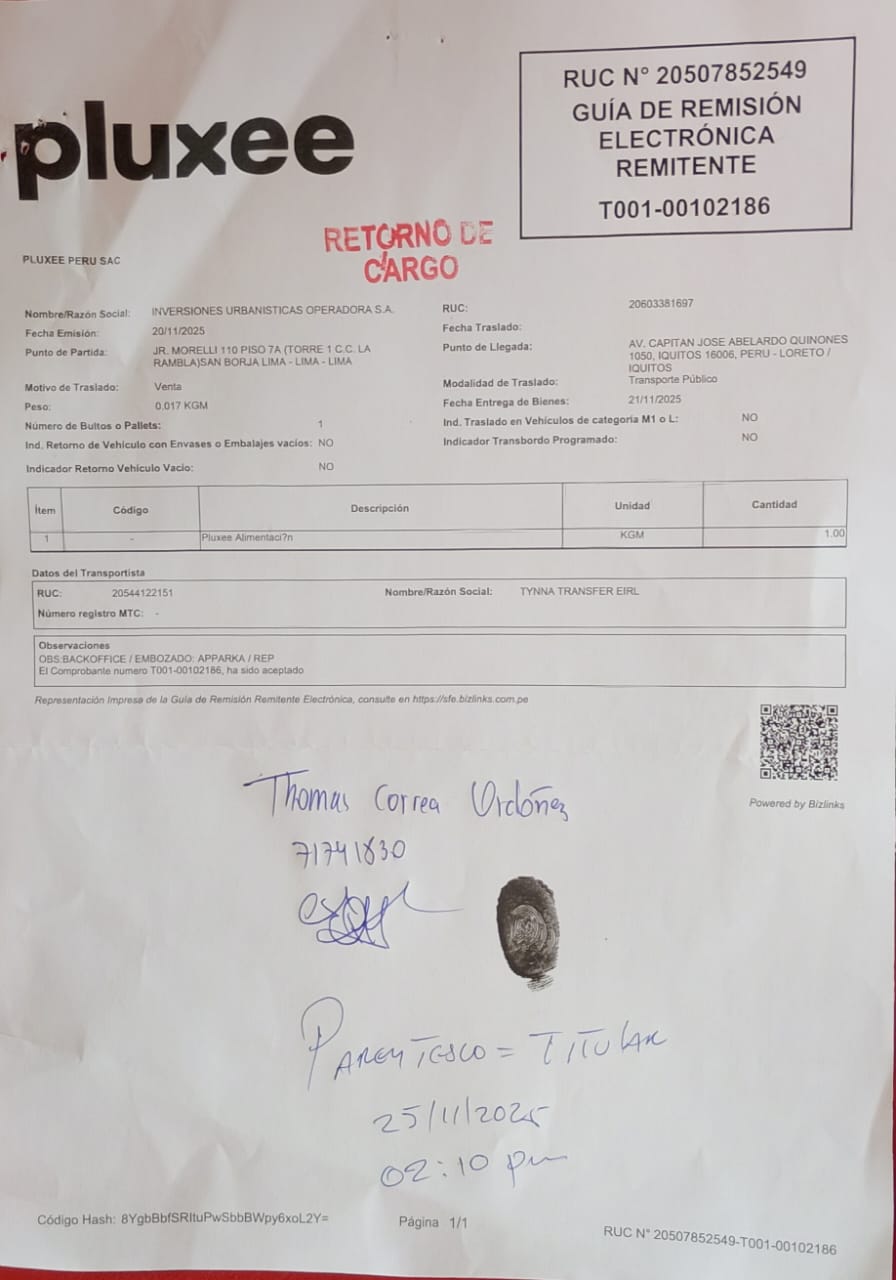 pluxee
RUC N° 20507852549
GUÍA DE REMISIÓN
ELECTRÓNICA
REMITENTE
T001-00102186
RETORNO DE
CARGO
PLUXEE PERU SAC
Nombre/Razón Social: INVERSIONES URBANISTICAS OPERADORA S.A.
Fecha Emisión: 20/11/2025
Punto de Partida: JR. MORELLI 110 PISO 7A (TORRE 1 C.C. LA
RAMBLA)SAN BORJA LIMA - LIMA - LIMA
Motivo de Traslado: Venta
Peso: 0.017 KGM
Número de Bultos o Pallets: 1
Ind. Retorno de Vehículo con Envases o Embalajes vacíos: NO
Indicador Retorno Vehículo Vacío: NO
RUC: 20603381697
Fecha Traslado:
Punto de Llegada: AV. CAPITAN JOSE ABELARDO QUINONES
1050, IQUITOS 16006, PERU - LORETO /
IQUITOS
Modalidad de Traslado: Transporte Público
Fecha Entrega de Bienes: 21/11/2025
Ind. Traslado en Vehículos de categoría M1 o L: NO
Indicador Transbordo Programado: NO
Ítem Código Descripción Unidad Cantidad
1 - Pluxee Alimentaci?n KGM 1.00
Datos del Transportista
RUC: 20544122151 Nombre/Razón Social: TYNNA TRANSFER EIRL
Número registro MTC: -
Observaciones
OBS:BACKOFFICE / EMBOZADO: APPARKA / REP
El Comprobante numero T001-00102186, ha sido aceptado
Representación Impresa de la Guía de Remisión Remitente Electrónica, consulte en https://sfe.bizlinks.com.pe
Powered by Bizlinks
Thomas Correa Ordóñez
71741830
PARENTESCO = TITULAR
25/11/2025
02:10 pm
Código Hash: 8YgbBbfSRItuPwSbbBWpy6xoL2Y=
Página 1/1
RUC N° 20507852549-T001-00102186